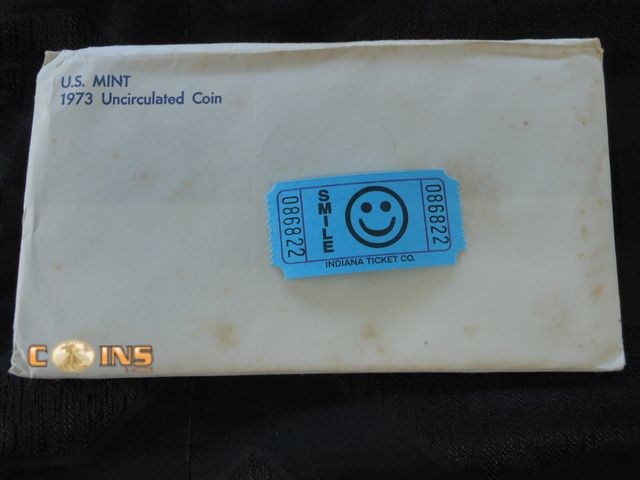 U.S. MINT
1973 Uncirculated Coin
086822
SMILE
086822
INDIANA TICKET CO.
COINS